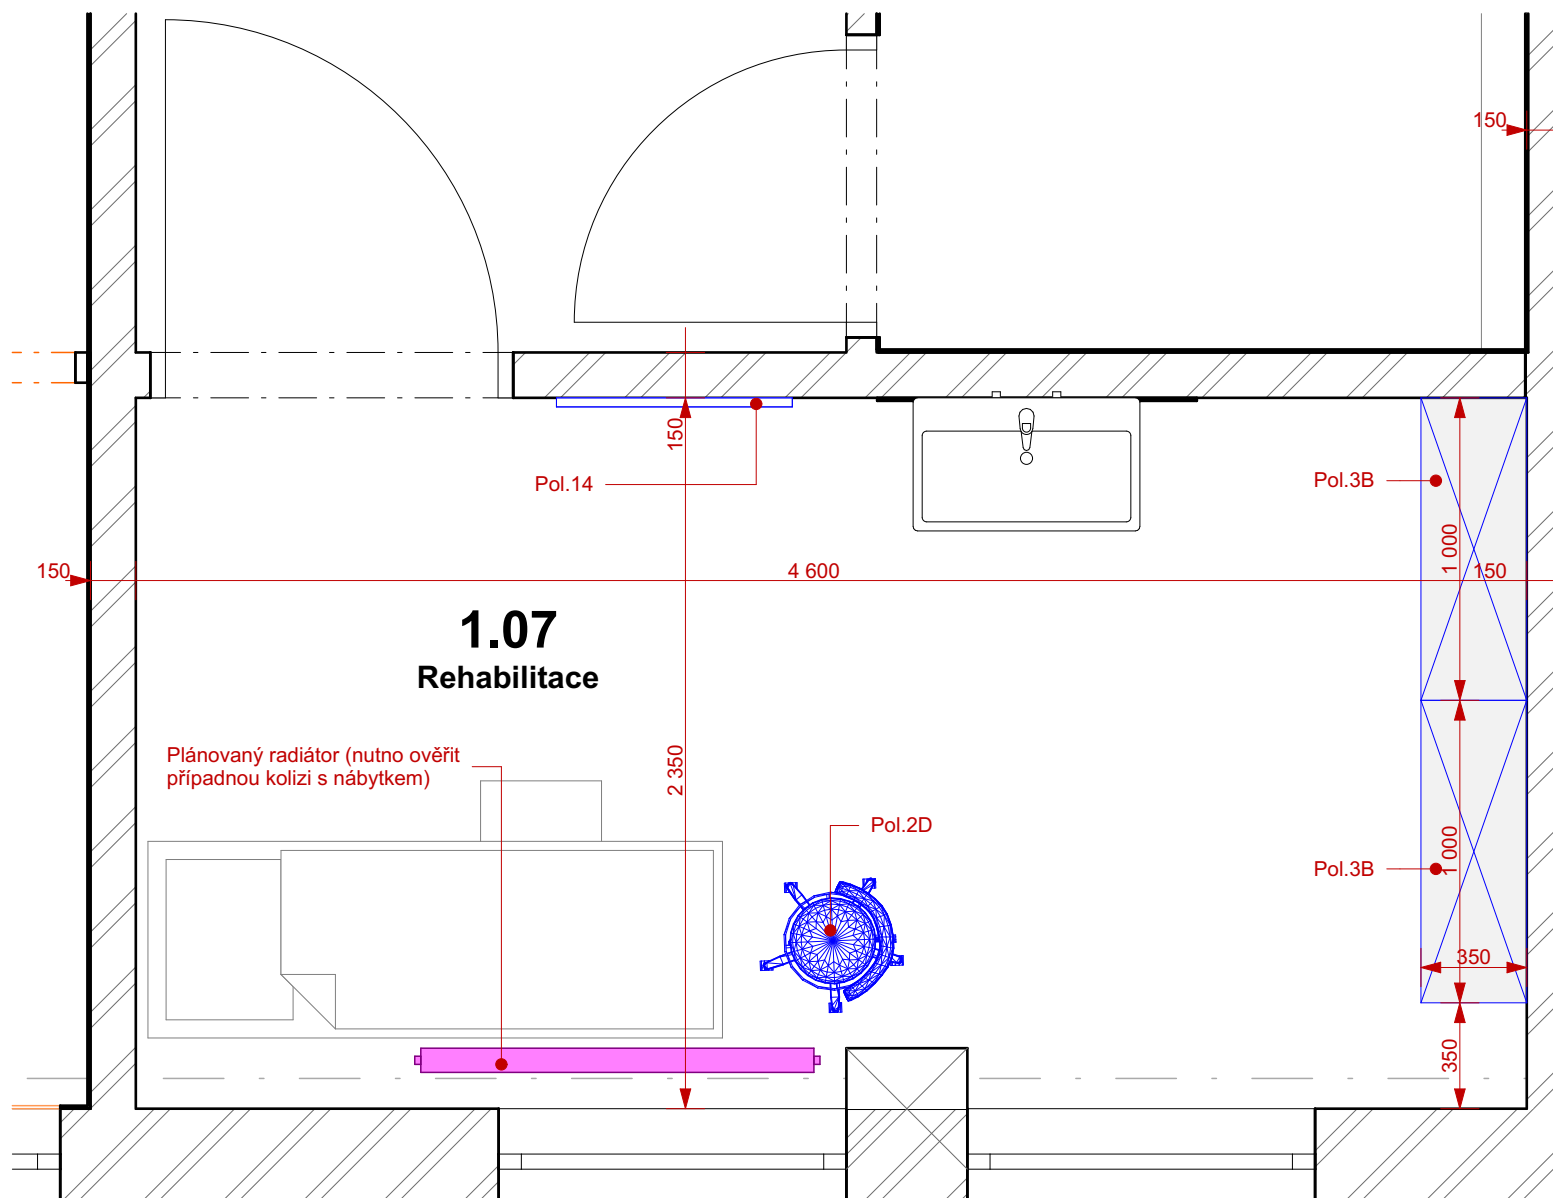 150
150
Pol.14
Pol.3B
1 000
150
4 600
150
1.07
Rehabilitace
Plánovaný radiátor (nutno ověřit
případnou kolizi s nábytkem)
2 350
Pol.2D
1 000
Pol.3B
350
350